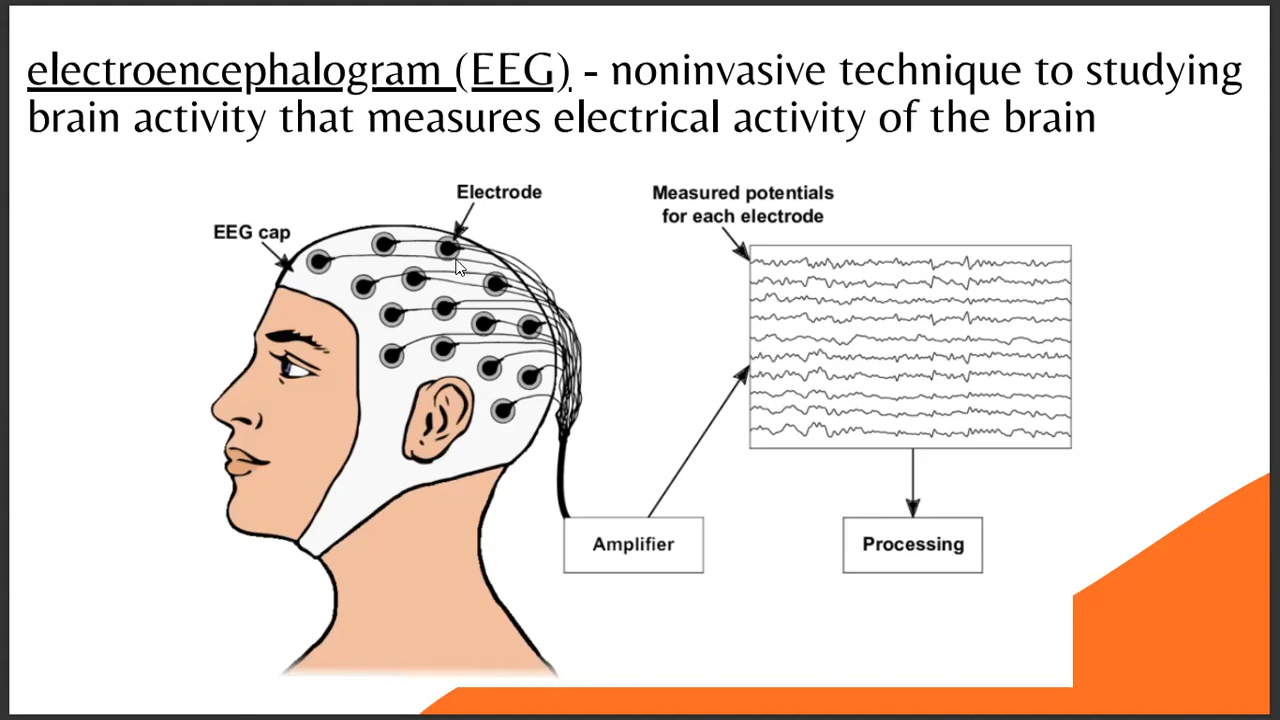 electroencephalogram (EEG) - noninvasive technique to studying
brain activity that measures electrical activity of the brain
Electrode
EEG cap
Measured potentials
for each electrode
Amplifier
Processing